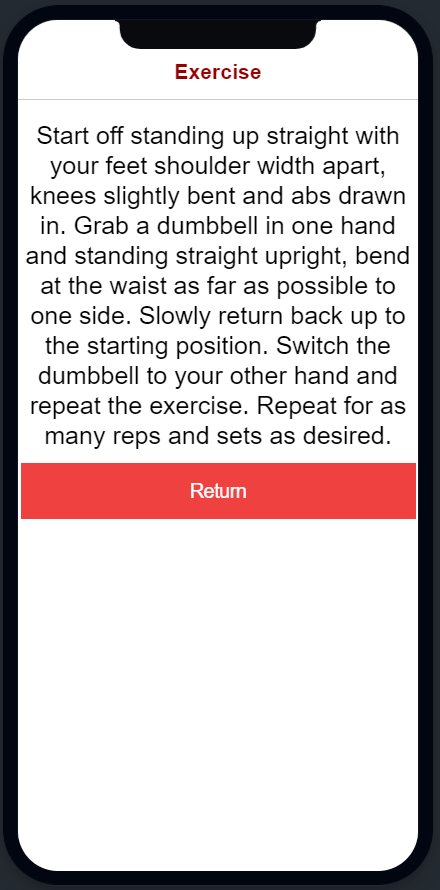 Exercise
Start off standing up straight with
your feet shoulder width apart,
knees slightly bent and abs drawn
in. Grab a dumbbell in one hand
and standing straight upright, bend
at the waist as far as possible to
one side. Slowly return back up to
the starting position. Switch the
dumbbell to your other hand and
repeat the exercise. Repeat for as
many reps and sets as desired.
Return